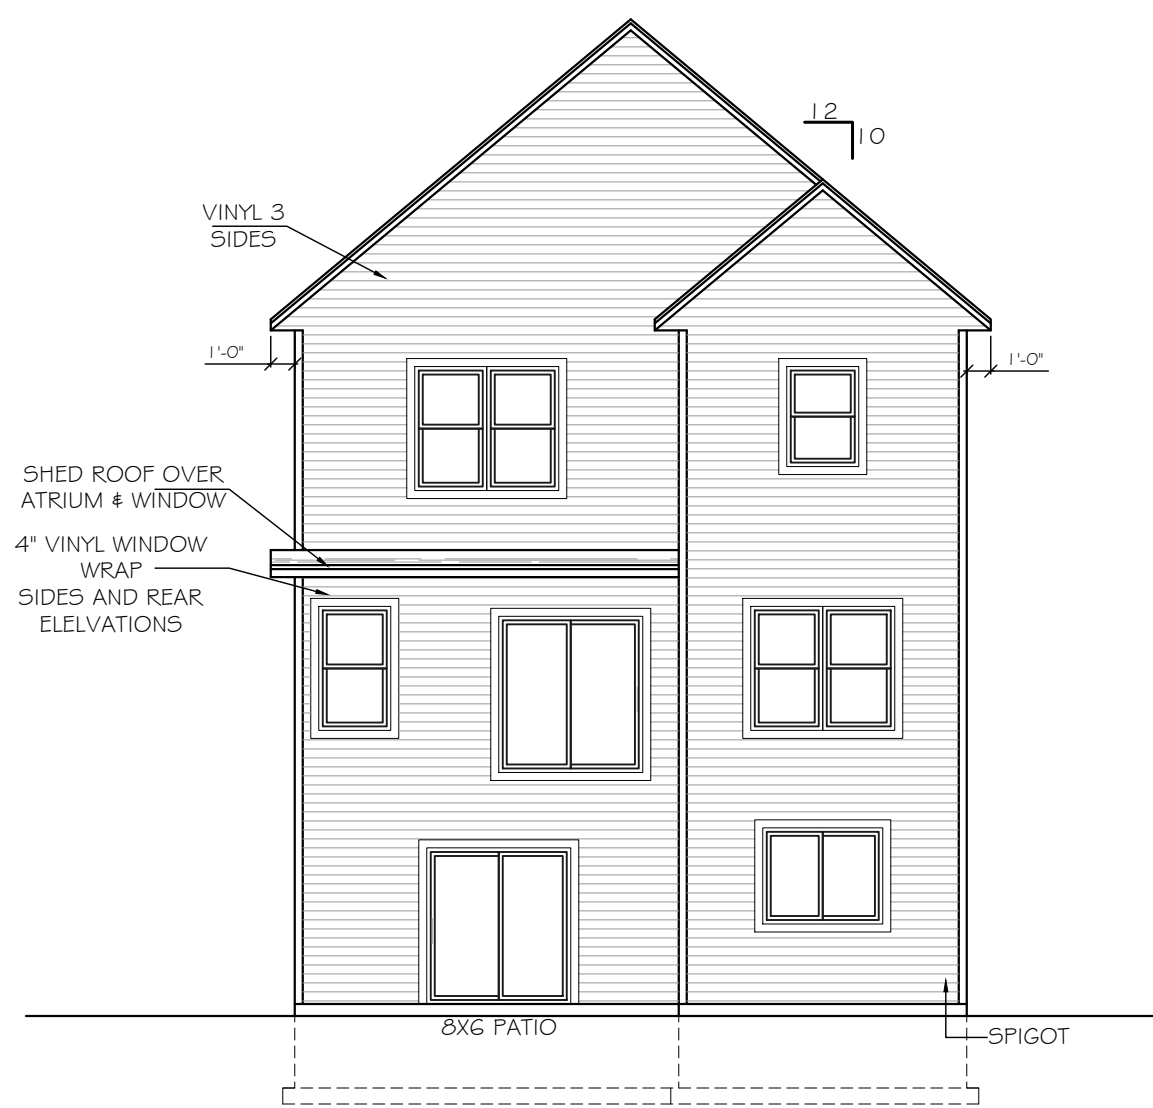 12
10
VINYL 3
SIDES
1'-0"
1'-0"
SHED ROOF OVER
ATRIUM & WINDOW
4" VINYL WINDOW
WRAP
SIDES AND REAR
ELELVATIONS
8X6 PATIO
SPIGOT